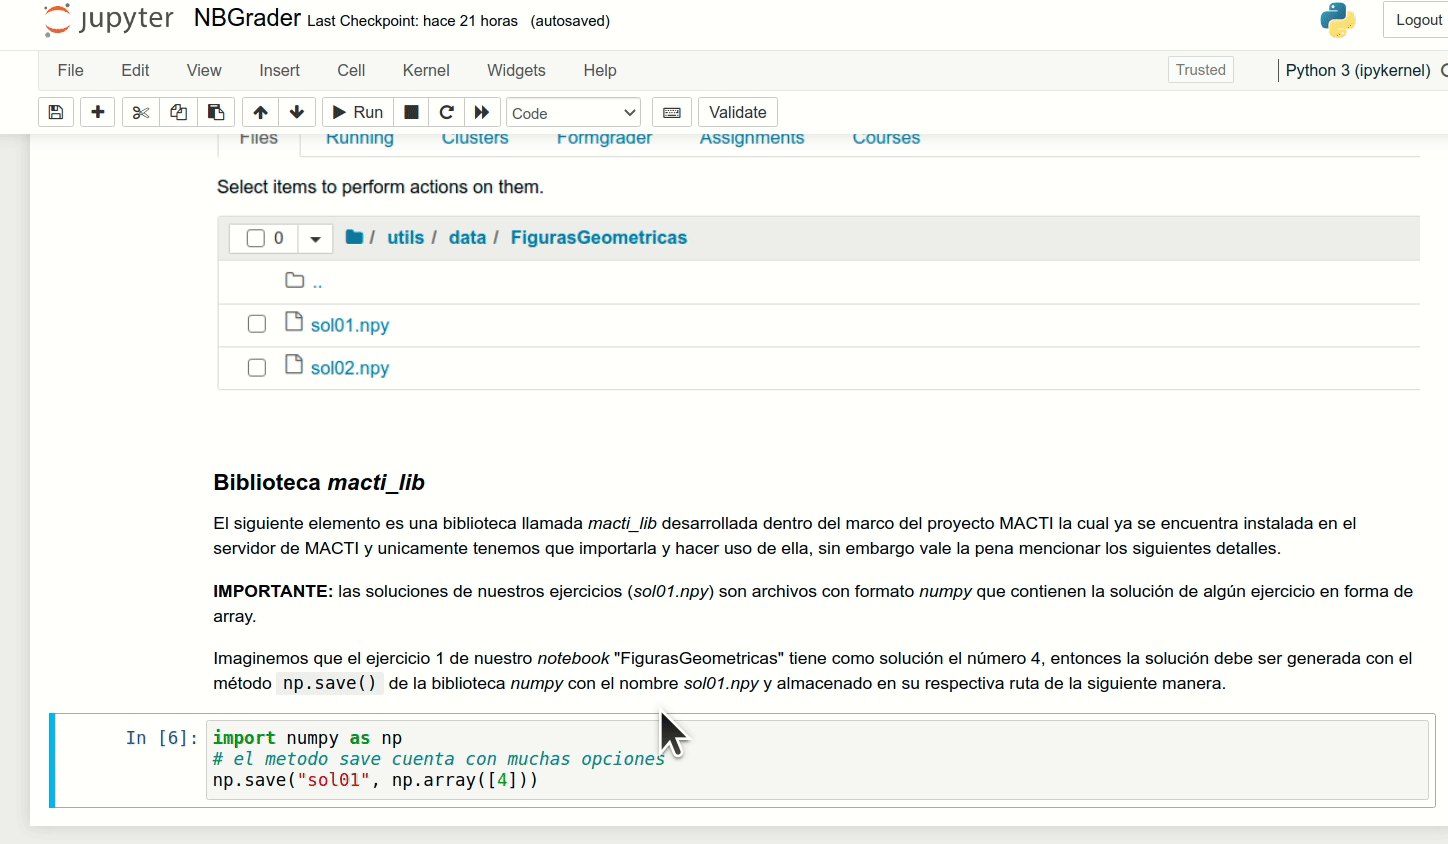 jupyter NBGrader Last Checkpoint: hace 21 horas (autosaved) Logout
File Edit View Insert Cell Kernel Widgets Help Trusted Python 3 (ipykernel)
Run Code Validate
Files Running Clusters Formgrader Assignments Courses
Select items to perform actions on them.
0 / utils / data / FigurasGeometricas
..
sol01.npy
sol02.npy
Biblioteca macti_lib
El siguiente elemento es una biblioteca llamada macti_lib desarrollada dentro del marco del proyecto MACTI la cual ya se encuentra instalada en el
servidor de MACTI y unicamente tenemos que importarla y hacer uso de ella, sin embargo vale la pena mencionar los siguientes detalles.
IMPORTANTE: las soluciones de nuestros ejercicios (sol01.npy) son archivos con formato numpy que contienen la solución de algún ejercicio en forma de
array.
Imaginemos que el ejercicio 1 de nuestro notebook "FigurasGeometricas" tiene como solución el número 4, entonces la solución debe ser generada con el
método np.save() de la biblioteca numpy con el nombre sol01.npy y almacenado en su respectiva ruta de la siguiente manera.
In [6]: import numpy as np
# el metodo save cuenta con muchas opciones
np.save("sol01", np.array([4]))